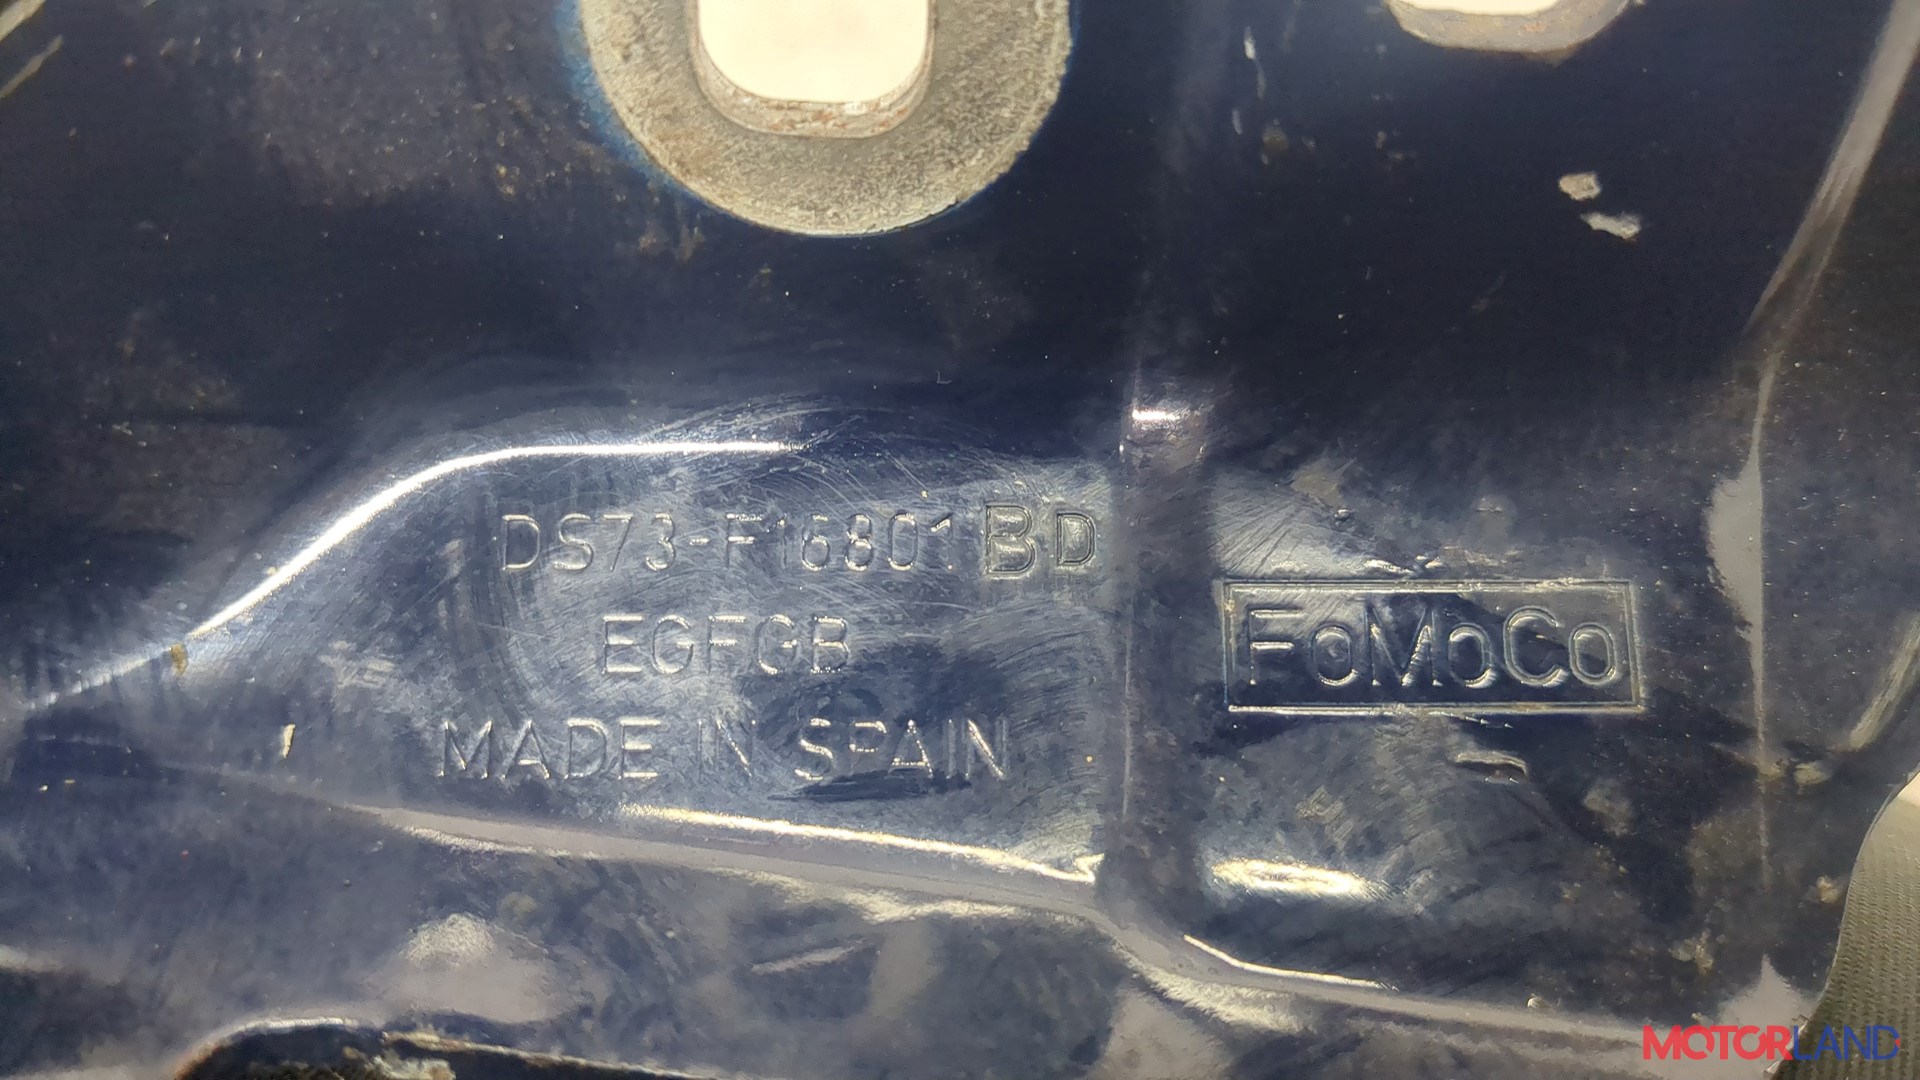 DS73-F16801 BD
EGFGB
MADE IN SPAIN
FoMoCo
MOTORLAND